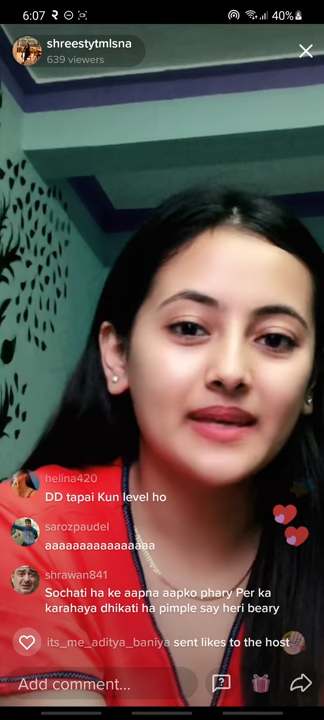 6:07
40%
shreestytmlsna
639 viewers
helina420
DD tapai Kun level ho
sarozpaudel
aaaaaaaaaaaaaaaa
shrawan841
Sochati ha ke aapna aapko phary Per ka
karahaya dhikati ha pimple say heri beary
its_me_aditya_baniya sent likes to the host
Add comment...